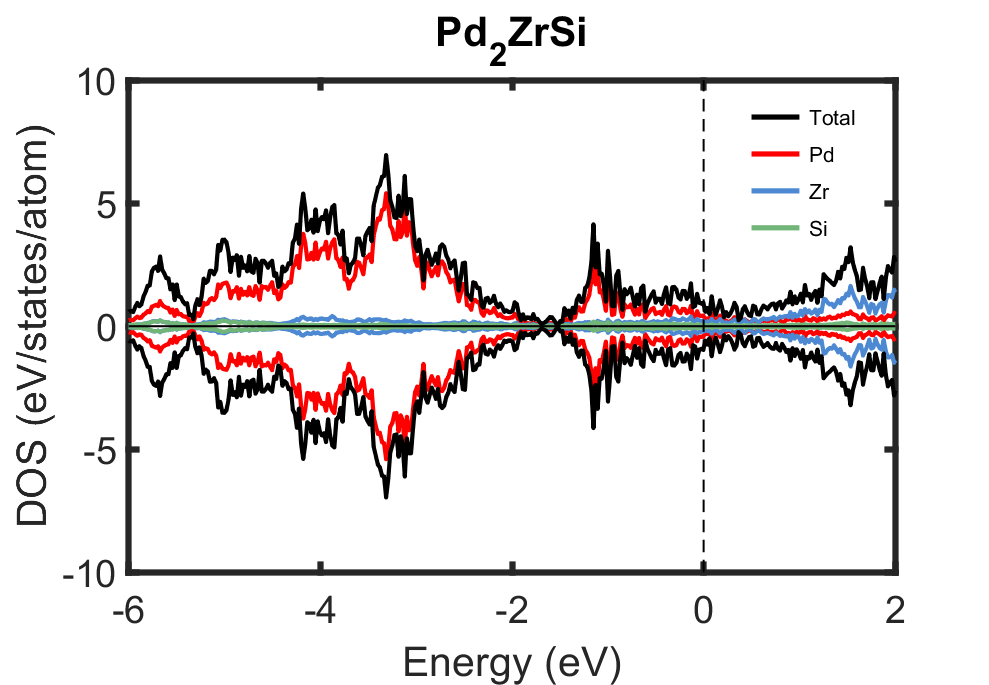 Pd2ZrSi
10
5
0
-5
-10
DOS (eV/states/atom)
Total
Pd
Zr
Si
-6 -4 -2 0 2
Energy (eV)